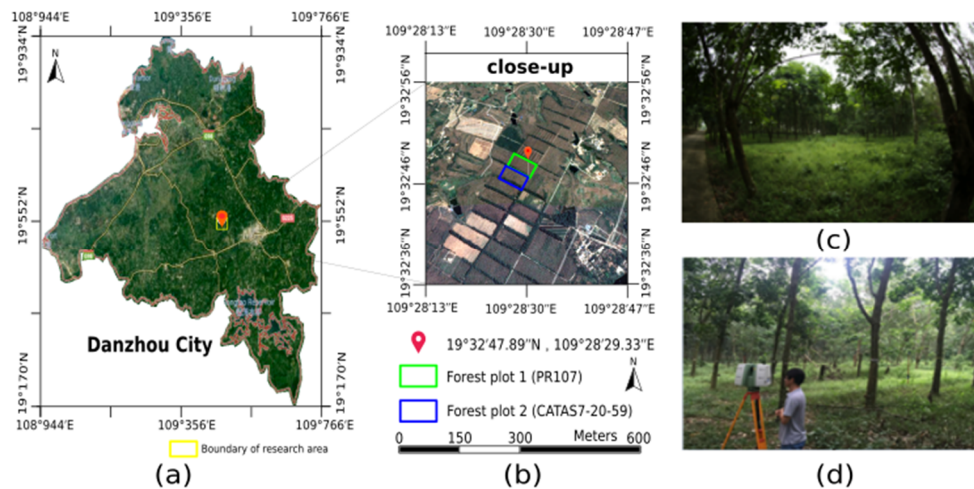 108°944″E 109°356″E 109°766″E
19°934″N
19°934″N
N
19°552″N
19°552″N
Danzhou City
19°170″N
19°170″N
108°944″E 109°356″E 109°766″E
Boundary of research area
(a)
109°28′13″E 109°28′30″E 109°28′47″E
close-up
19°32′56″N
19°32′56″N
19°32′46″N
19°32′46″N
19°32′36″N
19°32′36″N
109°28′13″E 109°28′30″E 109°28′47″E
19°32′47.89″N , 109°28′29.33″E
Forest plot 1 (PR107)
N
Forest plot 2 (CATAS7-20-59)
0 150 300 Meters 600
(b)
(c)
(d)